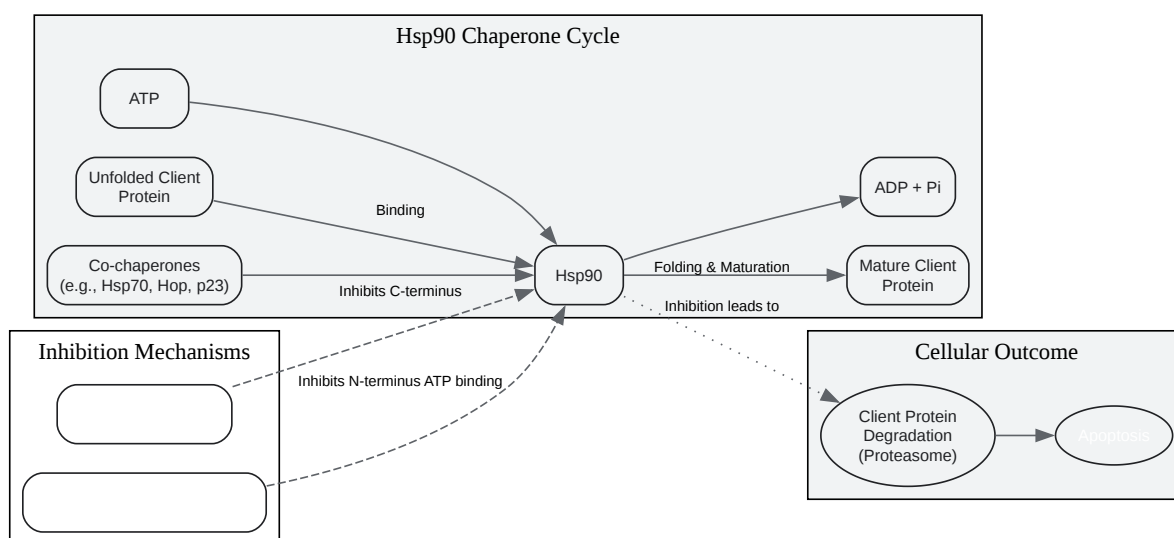 Hsp90 Chaperone Cycle
ATP
Unfolded Client
Protein
Binding
ADP + Pi
Co-chaperones
(e.g., Hsp70, Hop, p23)
Hsp90
Folding & Maturation
Mature Client
Protein
Inhibits C-terminus
Inhibition leads to
Inhibition Mechanisms
Inhibits N-terminus ATP binding
Cellular Outcome
Client Protein
Degradation
(Proteasome)
Apoptosis